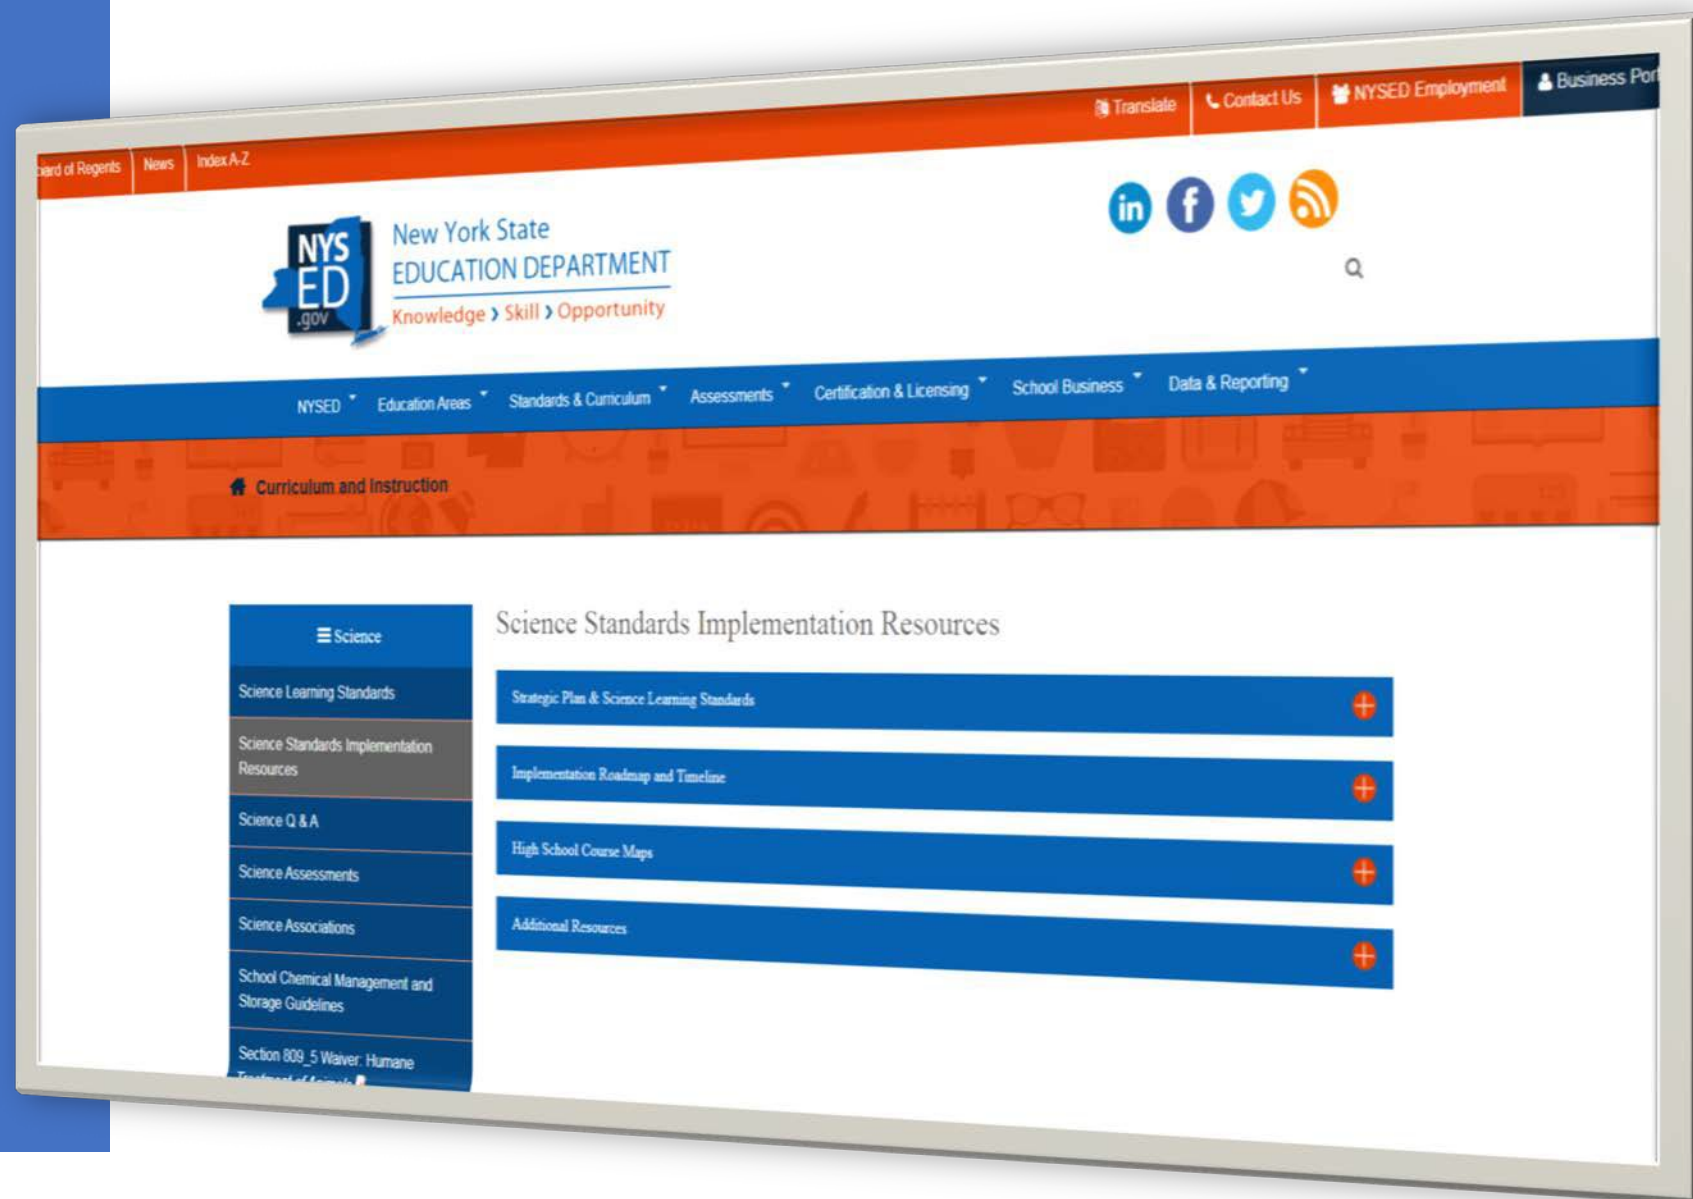 of Regents
News
Index A-Z
Translate
Contact Us
NYSED Employment
Business
NYS
ED
.gov
New York State
EDUCATION DEPARTMENT
Knowledge > Skill > Opportunity
in
f
NYSED
Education Areas
Standards & Curriculum
Assessments
Certification & Licensing
School Business
Data & Reporting
Curriculum and Instruction
Science
Science Learning Standards
Science Standards Implementation
Resources
Science Q & A
Science Assessments
Science Associations
School Chemical Management and
Storage Guidelines
Section 809_5 Waiver: Humane
Science Standards Implementation Resources
Strategic Plan & Science Learning Standards
Implementation Roadmap and Timeline
High School Course Maps
Additional Resources